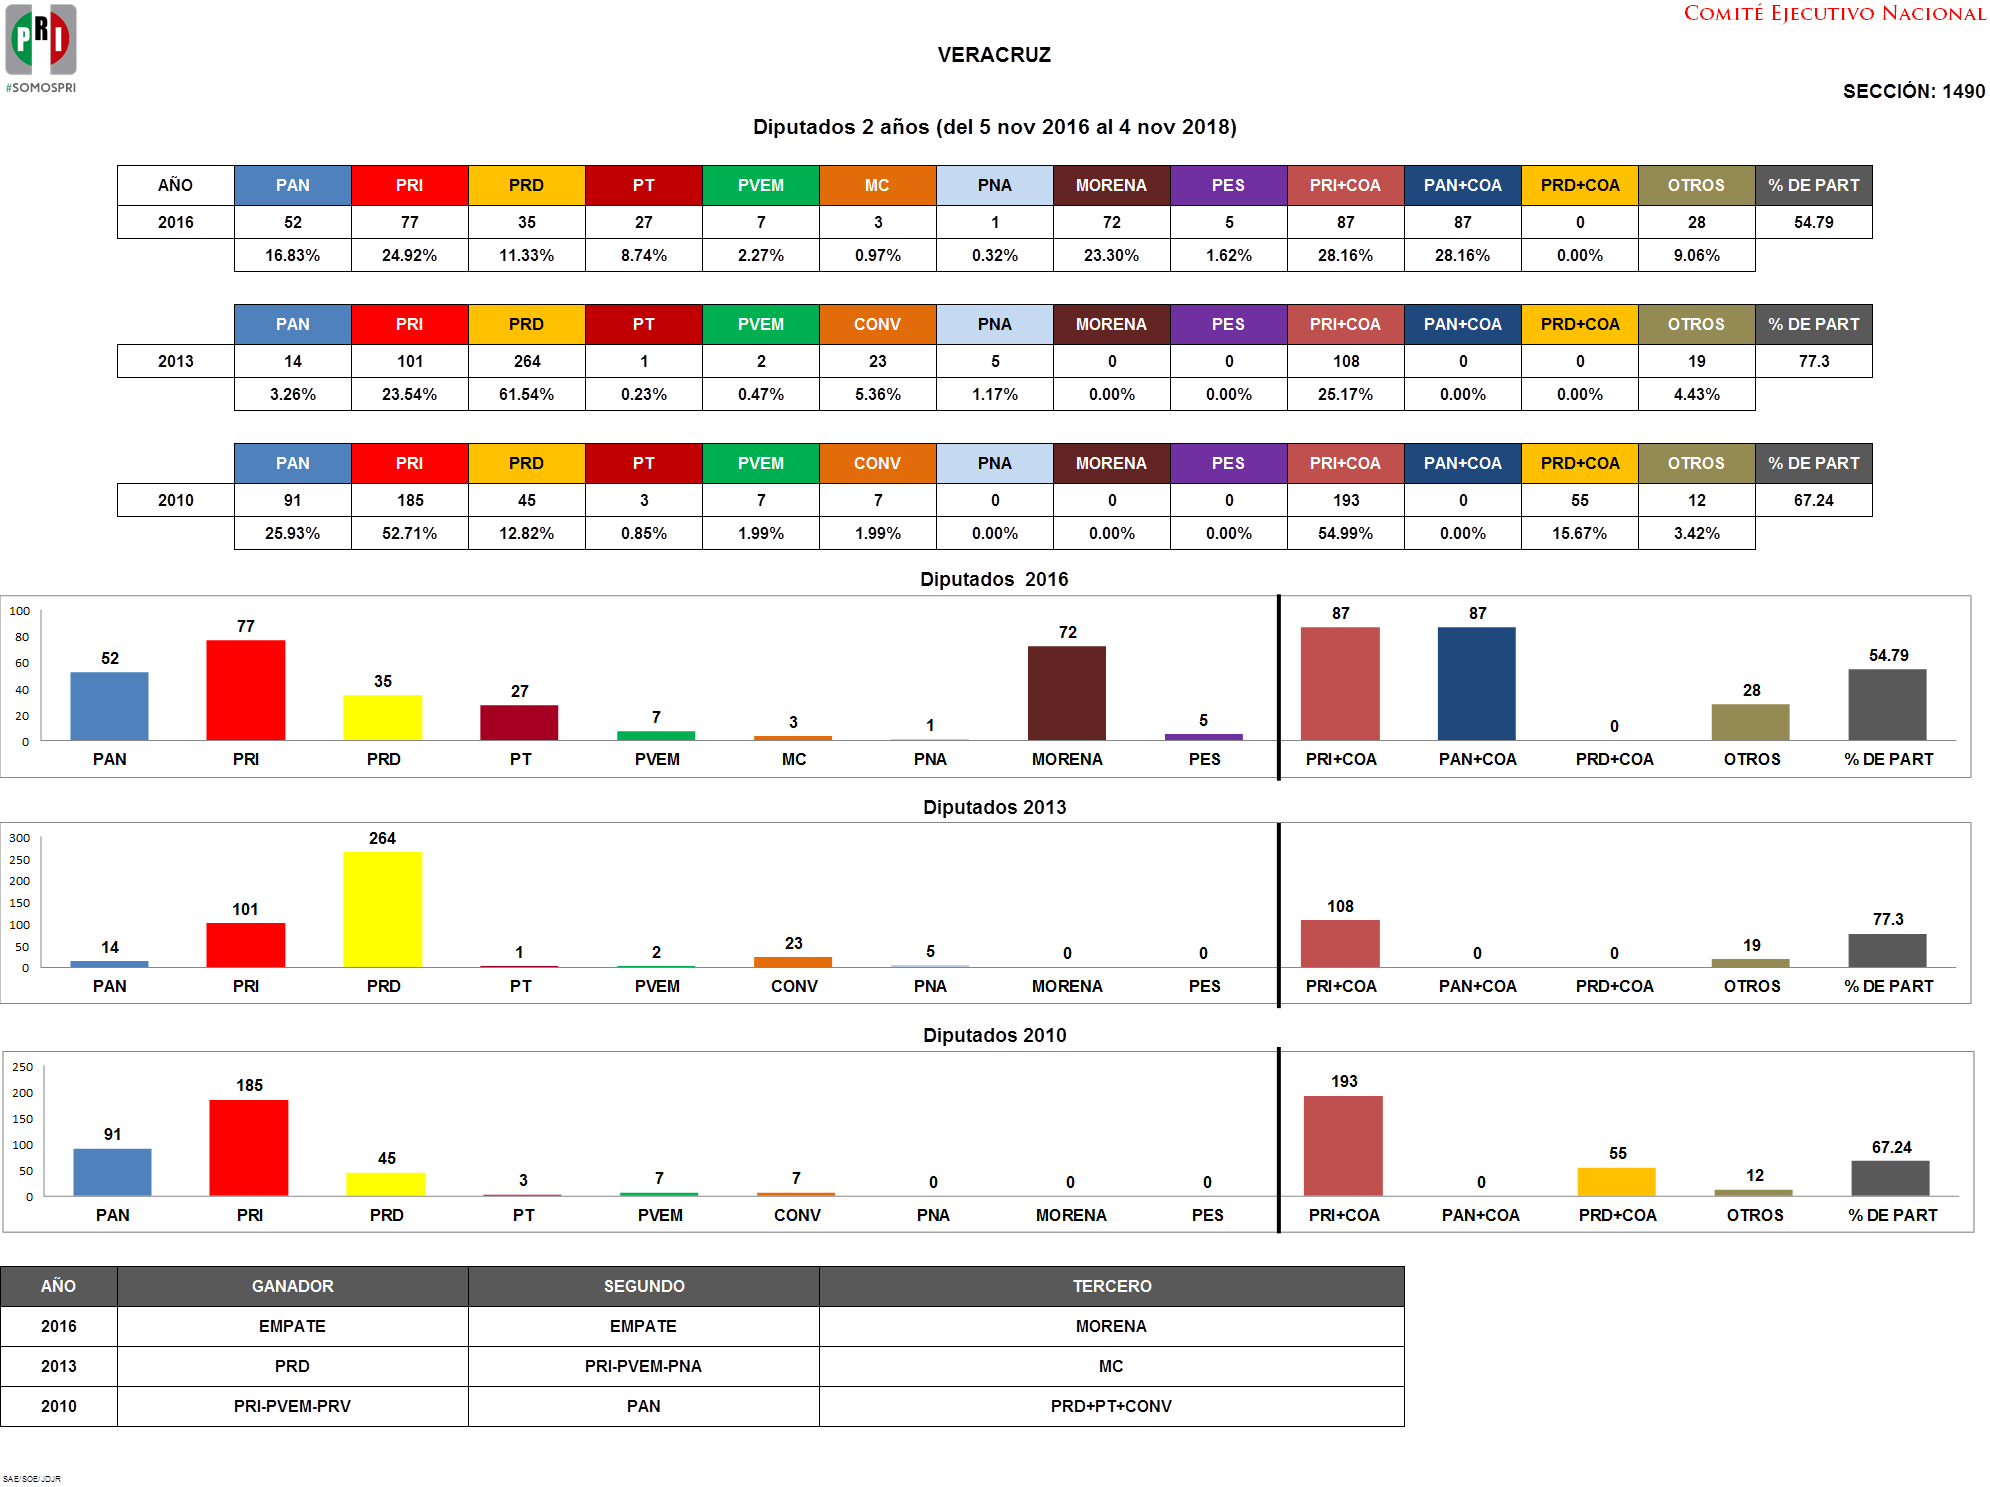 PRI
#SOMOSPRI
COMITÉ EJECUTIVO NACIONAL
VERACRUZ
SECCIÓN: 1490
Diputados 2 años (del 5 nov 2016 al 4 nov 2018)
AÑO PAN PRI PRD PT PVEM MC PNA MORENA PES PRI+COA PAN+COA PRD+COA OTROS % DE PART
2016 52 77 35 27 7 3 1 72 5 87 87 0 28 54.79
16.83% 24.92% 11.33% 8.74% 2.27% 0.97% 0.32% 23.30% 1.62% 28.16% 28.16% 0.00% 9.06%
PAN PRI PRD PT PVEM CONV PNA MORENA PES PRI+COA PAN+COA PRD+COA OTROS % DE PART
2013 14 101 264 1 2 23 5 0 0 108 0 0 19 77.3
3.26% 23.54% 61.54% 0.23% 0.47% 5.36% 1.17% 0.00% 0.00% 25.17% 0.00% 0.00% 4.43%
PAN PRI PRD PT PVEM CONV PNA MORENA PES PRI+COA PAN+COA PRD+COA OTROS % DE PART
2010 91 185 45 3 7 7 0 0 0 193 0 55 12 67.24
25.93% 52.71% 12.82% 0.85% 1.99% 1.99% 0.00% 0.00% 0.00% 54.99% 0.00% 15.67% 3.42%
Diputados 2016
100
80
60
40
20
0
52 77 35 27 7 3 1 72 5 87 87 0 28 54.79
PAN PRI PRD PT PVEM MC PNA MORENA PES PRI+COA PAN+COA PRD+COA OTROS % DE PART
Diputados 2013
300
250
200
150
100
50
0
14 101 264 1 2 23 5 0 0 108 0 0 19 77.3
PAN PRI PRD PT PVEM CONV PNA MORENA PES PRI+COA PAN+COA PRD+COA OTROS % DE PART
Diputados 2010
250
200
150
100
50
0
91 185 45 3 7 7 0 0 0 193 0 55 12 67.24
PAN PRI PRD PT PVEM CONV PNA MORENA PES PRI+COA PAN+COA PRD+COA OTROS % DE PART
AÑO GANADOR SEGUNDO TERCERO
2016 EMPATE EMPATE MORENA
2013 PRD PRI-PVEM-PNA MC
2010 PRI-PVEM-PRV PAN PRD+PT+CONV
SAE/SOE/JDJR